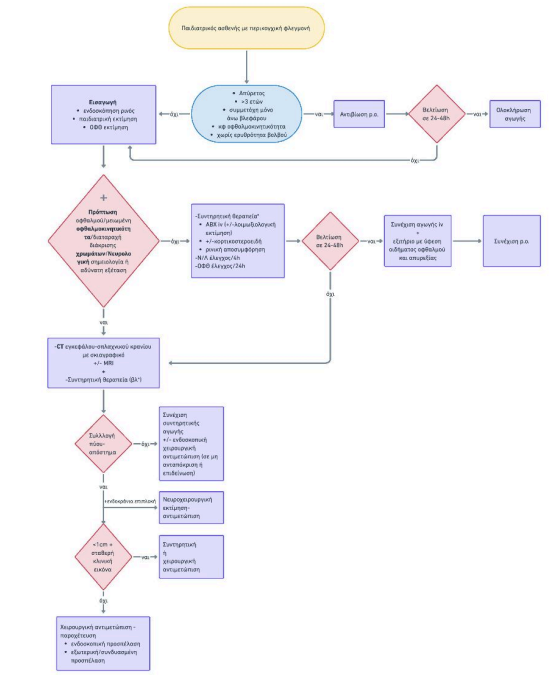 Παιδιατρικός ασθενής με περικογχική φλεγμονή
Απύρετος
>3 ετών
συμμετοχή μόνο
άνω βλεφάρου
κφ οφθαλμοκινητικότητα
χωρίς ερυθρότητα βολβού
όχι
ναι
Εισαγωγή
ενδοσκόπηση ρινός
παιδιατρική εκτίμηση
ΟΦΘ εκτίμηση
Αντιβίωση p.o.
Βελτίωση
σε 24-48h
ναι
Ολοκλήρωση
αγωγής
όχι
+
Πρόπτωση
οφθαλμού/μειωμένη
οφθαλμοκινητικότη
τα/διαταραχή
διάκρισης
χρωμάτων/Νευρολο
γική σημειολογία ή
αδύνατη εξέταση
όχι
-Συντηρητική θεραπεία*
ABX iv (+/-λοιμωξιολογική
εκτίμηση)
+/-κορτικοστεροειδή
ρινική αποσυμφόρηση
-Ν/Λ έλεγχος/6h
-ΟΦΘ έλεγχος/24h
Βελτίωση
σε 24-48h
ναι
Συνέχιση αγωγής iv
+
εξιτήριο με ύφεση
οιδήματος οφθαλμού
και απυρεξίας
Συνέχιση p.o.
όχι
ναι
-CT εγκεφάλου-σπλαχνικού κρανίου
με σκιαγραφικό
+/- MRI
+
-Συντηρητική θεραπεία (βλ*)
Συλλλογή
πύου-
απόστημα
όχι
Συνέχιση
συντηρητικής
αγωγής
+/- ενδοσκοπική
χειρουργική
αντιμετώπιση (σε μη
ανταπόκριση ή
επιδείνωση)
ναι
ενδοκράνια επιπλοκή
Νευροχειρουργική
εκτίμηση-
αντιμετώπιση
<1cm +
σταθερή
κλινική
εικόνα
ναι
Συντηρητική
ή
χειρουργική
αντιμετώπιση
όχι
Χειρουργική αντιμετώπιση -
παροχέτευση
ενδοσκοπική προσπέλαση
εξωτερική/συνδυασμένη
προσπέλαση